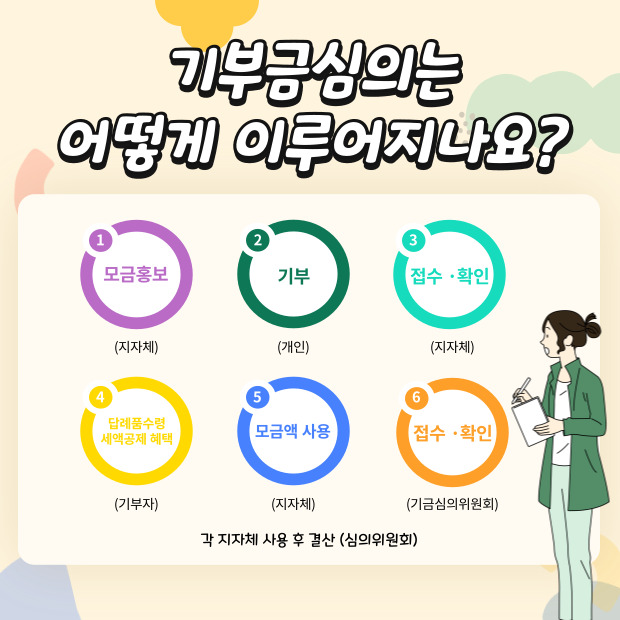 기부금심의는
어떻게 이루어지나요?
1
모금홍보
(지자체)
2
기부
(개인)
3
접수 ·확인
(지자체)
4
답례품수령
세액공제 혜택
(기부자)
5
모금액 사용
(지자체)
6
접수 ·확인
(기금심의위원회)
각 지자체 사용 후 결산 (심의위원회)